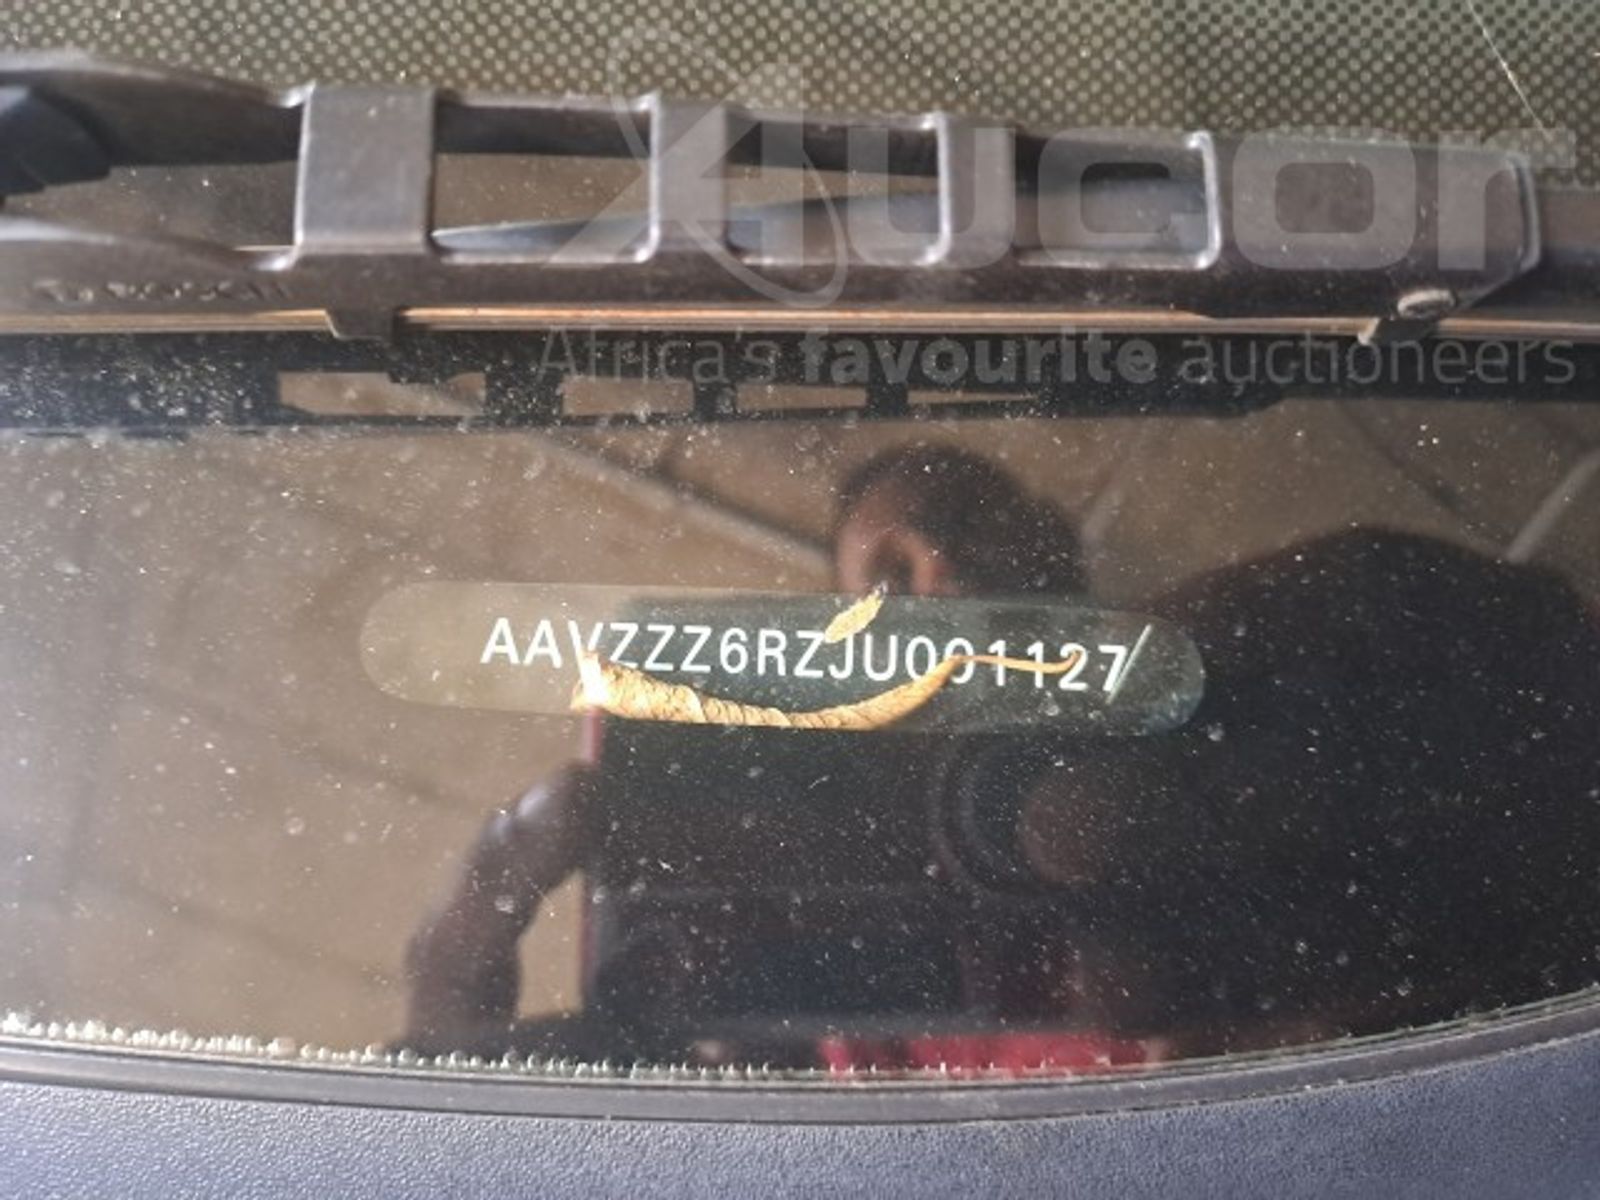 Aucor
Africa's favourite auctioneers
AAVZZZ6RZJU001127